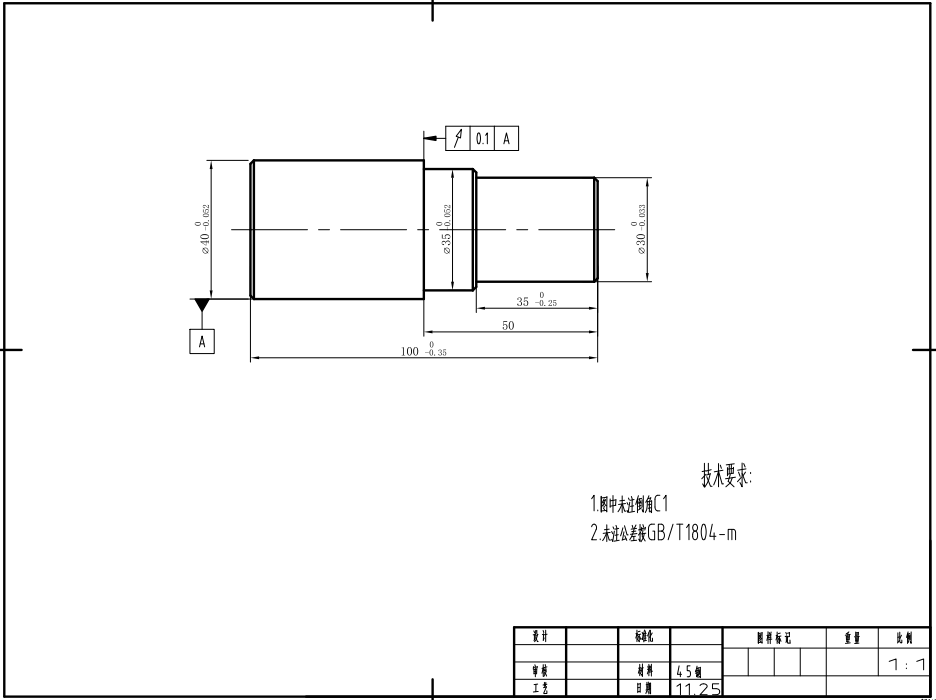 0.1 A
⌀40 0 -0.052
⌀35 0 -0.052
⌀30 0 -0.033
A
35 0 -0.25
50
100 0 -0.35
技术要求:
1.图中未注倒角C1
2.未注公差按GB/T1804-m
设计 标准化 图样标记 重量 比例
1:1
审核 材料 45钢
工艺 日期 11.25